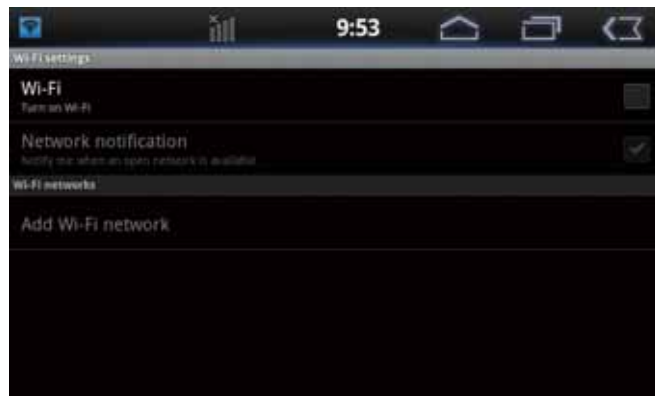 9:53
Wi-Fi settings
Wi-Fi
Turn on Wi-Fi
Network notification
Notify me when an open network is available
Wi-Fi networks
Add Wi-Fi network